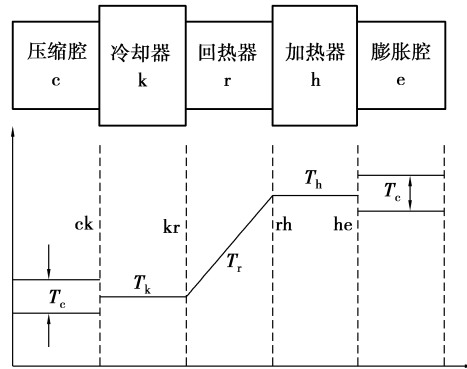 压缩腔 冷却器 回热器 加热器 膨胀腔
c k r h e
T_h
T_c
ck kr rh he
T_r
T_k
T_c